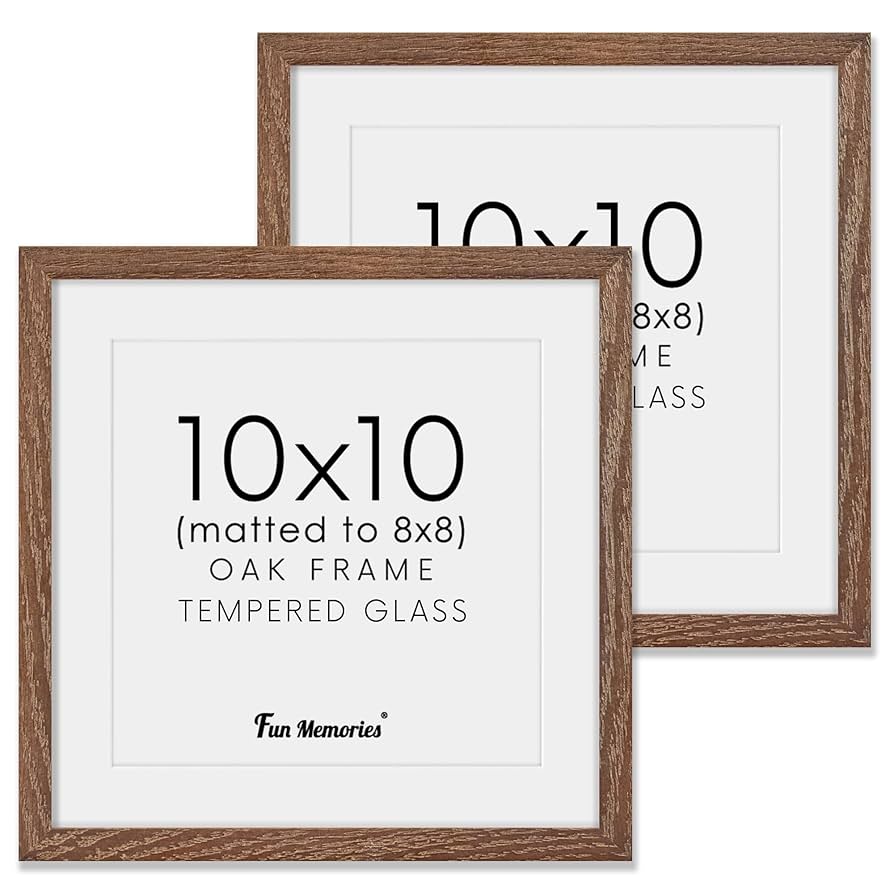 10x10
8x8)
ME
LASS
10x10
(matted to 8x8)
OAK FRAME
TEMPERED GLASS
Fun Memories®